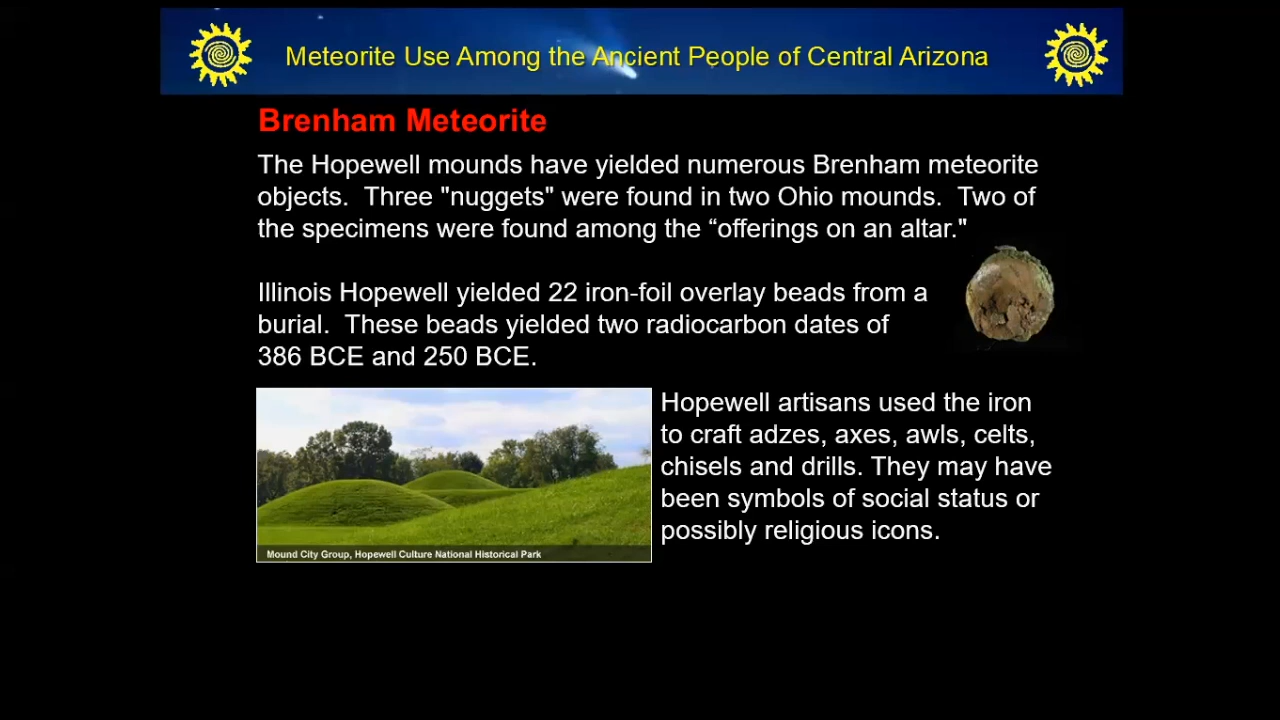 Meteorite Use Among the Ancient People of Central Arizona
Brenham Meteorite
The Hopewell mounds have yielded numerous Brenham meteorite
objects.  Three "nuggets" were found in two Ohio mounds.  Two of
the specimens were found among the “offerings on an altar."
Illinois Hopewell yielded 22 iron-foil overlay beads from a
burial.  These beads yielded two radiocarbon dates of
386 BCE and 250 BCE.
Hopewell artisans used the iron
to craft adzes, axes, awls, celts,
chisels and drills. They may have
been symbols of social status or
possibly religious icons.
Mound City Group, Hopewell Culture National Historical Park